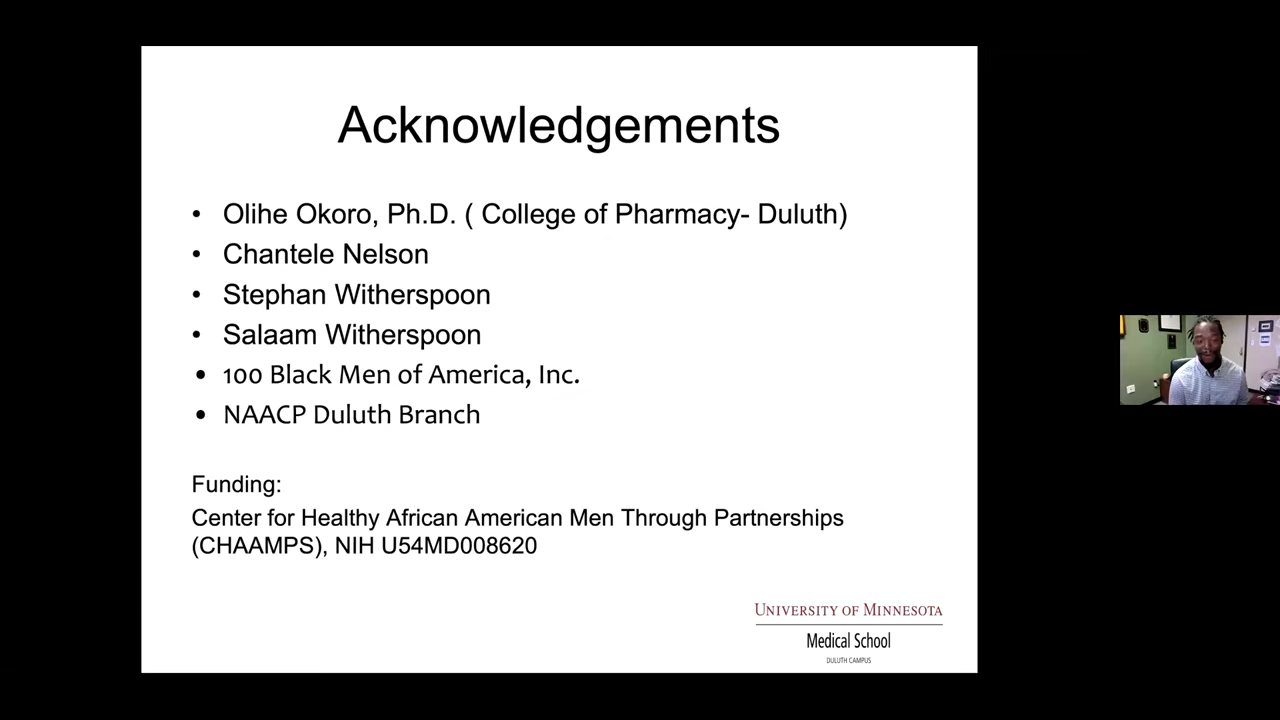 Acknowledgements
• Olihe Okoro, Ph.D. ( College of Pharmacy- Duluth)
• Chantele Nelson
• Stephan Witherspoon
• Salaam Witherspoon
• 100 Black Men of America, Inc.
• NAACP Duluth Branch
Funding:
Center for Healthy African American Men Through Partnerships
(CHAAMPS), NIH U54MD008620
UNIVERSITY OF MINNESOTA
Medical School
DULUTH CAMPUS